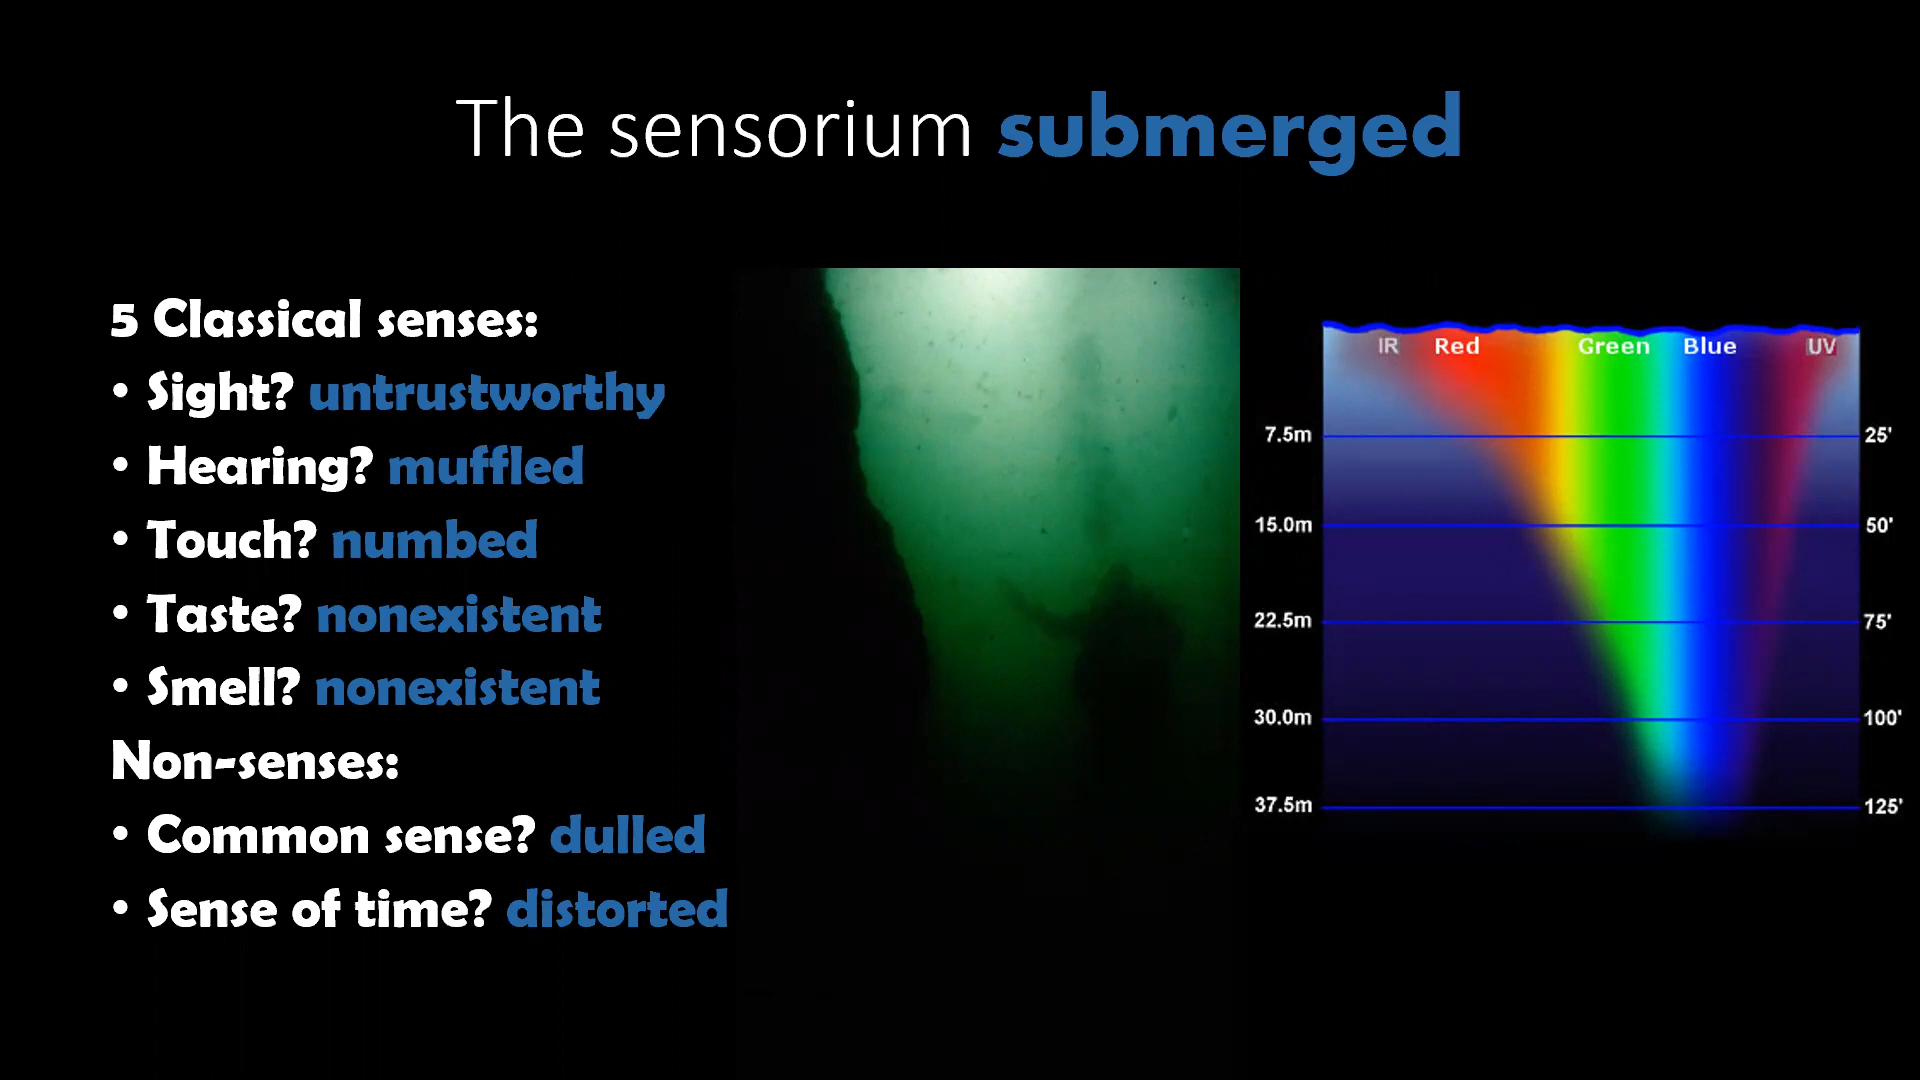 The sensorium submerged
5 Classical senses:
• Sight? untrustworthy
• Hearing? muffled
• Touch? numbed
• Taste? nonexistent
• Smell? nonexistent
Non-senses:
• Common sense? dulled
• Sense of time? distorted
IR Red Green Blue UV
7.5m 25'
15.0m 50'
22.5m 75'
30.0m 100'
37.5m 125'